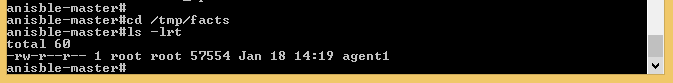 anisble-master#
anisble-master#cd /tmp/facts
anisble-master#ls -lrt
total 60
-rw-r--r-- 1 root root 57554 Jan 18 14:19 agent1
anisble-master#